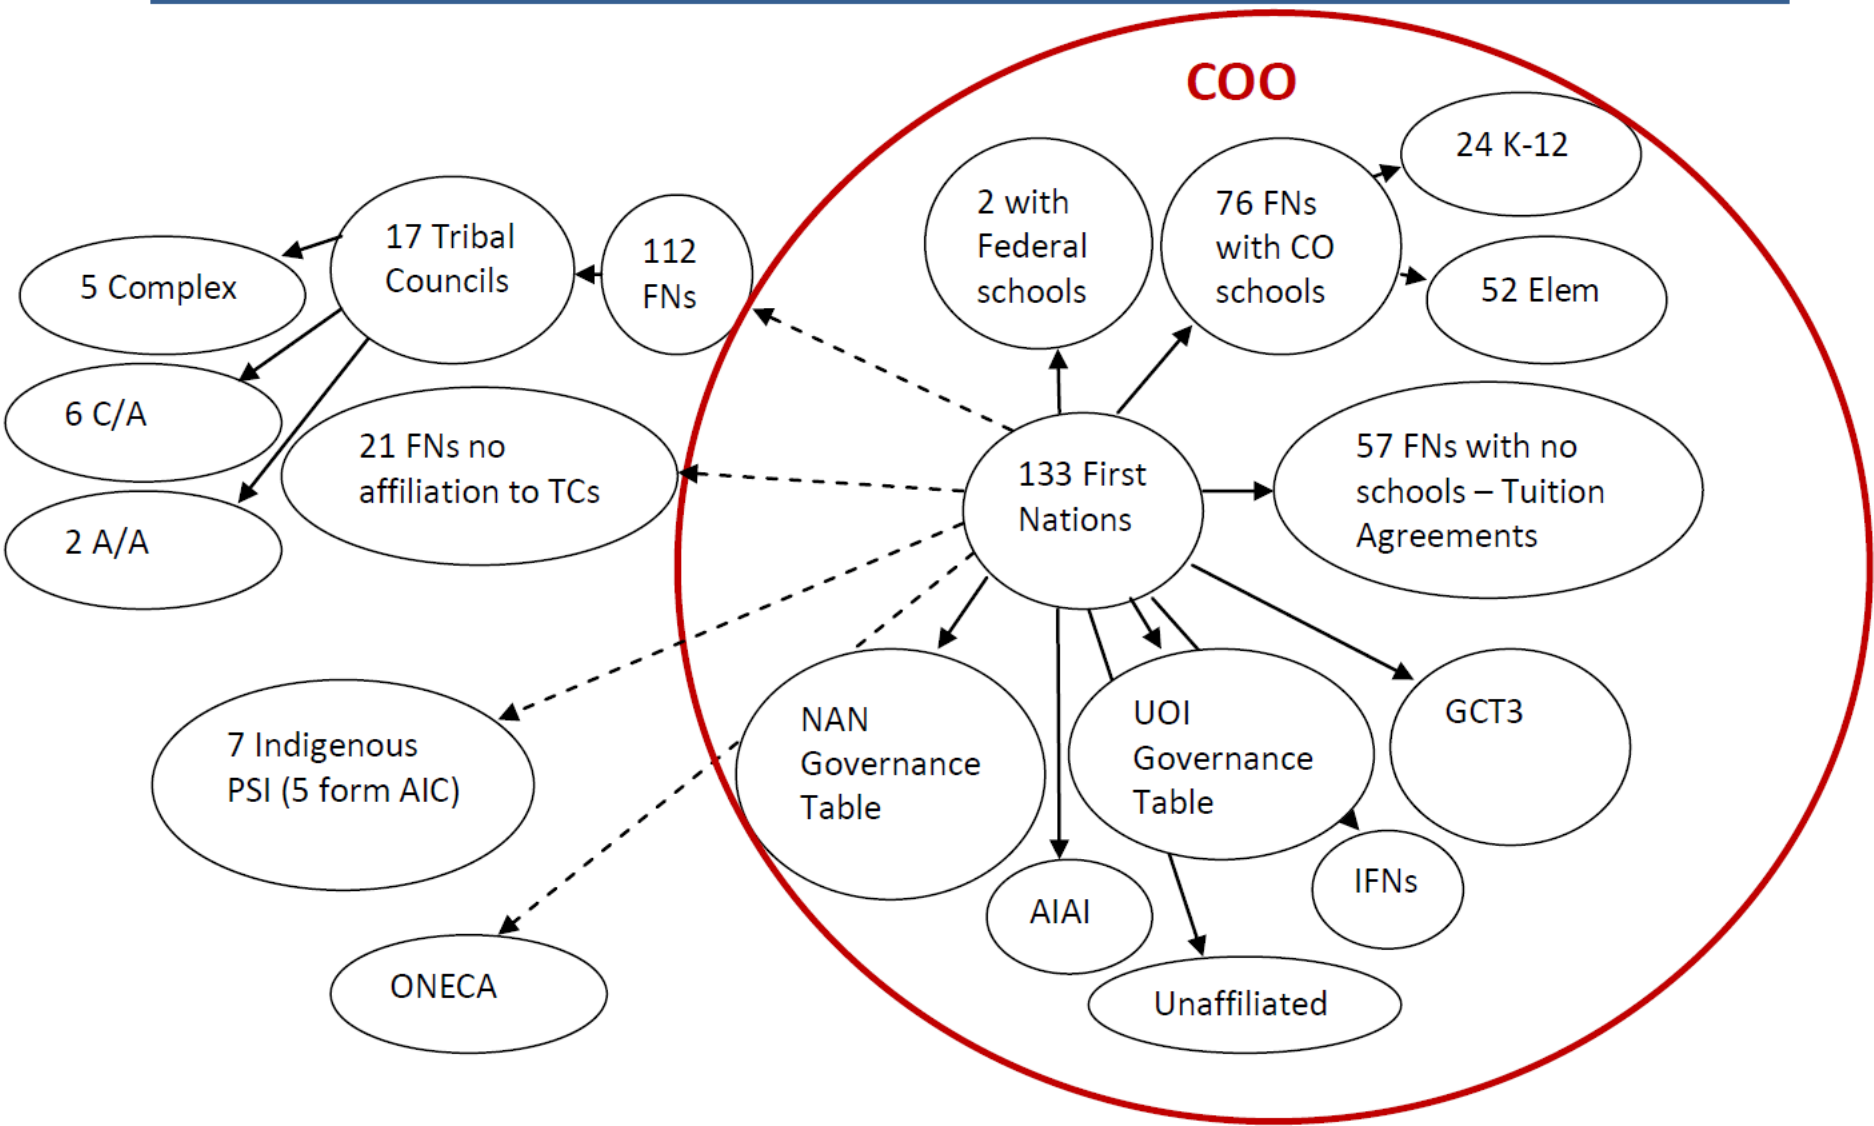 COO
24 K-12
2 with
Federal
schools
76 FNs
with CO
schools
52 Elem
17 Tribal
Councils
112
FNs
5 Complex
6 C/A
2 A/A
21 FNs no
affiliation to TCs
133 First
Nations
57 FNs with no
schools – Tuition
Agreements
7 Indigenous
PSI (5 form AIC)
NAN
Governance
Table
UOI
Governance
Table
GCT3
AIAI
IFNs
ONECA
Unaffiliated